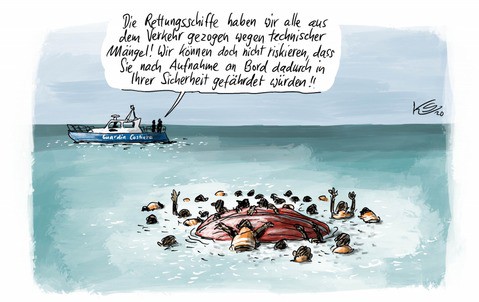 Die Rettungsschiffe haben wir alle aus
dem Verkehr gezogen wegen technischer
Mängel! Wir können doch nicht riskieren, dass
Sie nach Aufnahme an Bord dadurch in
Ihrer Sicherheit gefährdet würden!!
Guardia Costiera
20